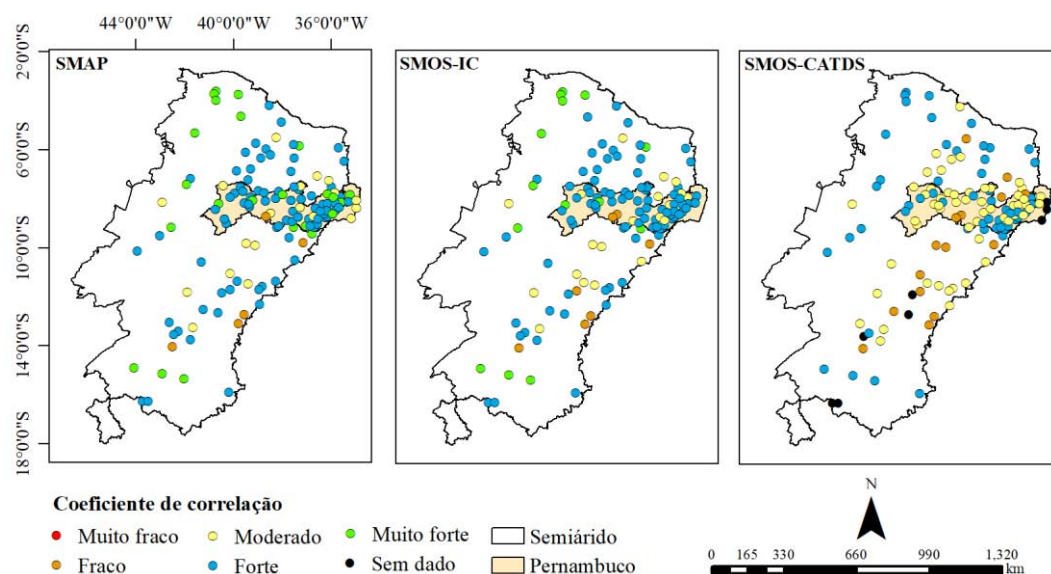 44°0'0"W 40°0'0"W 36°0'0"W
2°0'0"S
6°0'0"S
10°0'0"S
14°0'0"S
18°0'0"S
SMAP
SMOS-IC
SMOS-CATDS
Coeficiente de correlação
Muito fraco
Moderado
Muito forte
Semiárido
Fraco
Forte
Sem dado
Pernambuco
N
0 165 330 660 990 1,320
km